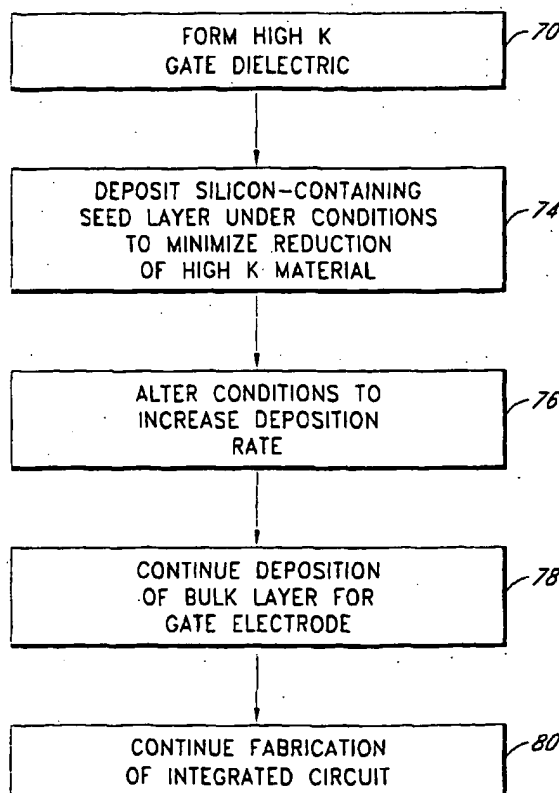 FORM HIGH K
GATE DIELECTRIC
70
DEPOSIT SILICON-CONTAINING
SEED LAYER UNDER CONDITIONS
TO MINIMIZE REDUCTION
OF HIGH K MATERIAL
74
ALTER CONDITIONS TO
INCREASE DEPOSITION
RATE
76
CONTINUE DEPOSITION
OF BULK LAYER FOR
GATE ELECTRODE
78
CONTINUE FABRICATION
OF INTEGRATED CIRCUIT
80